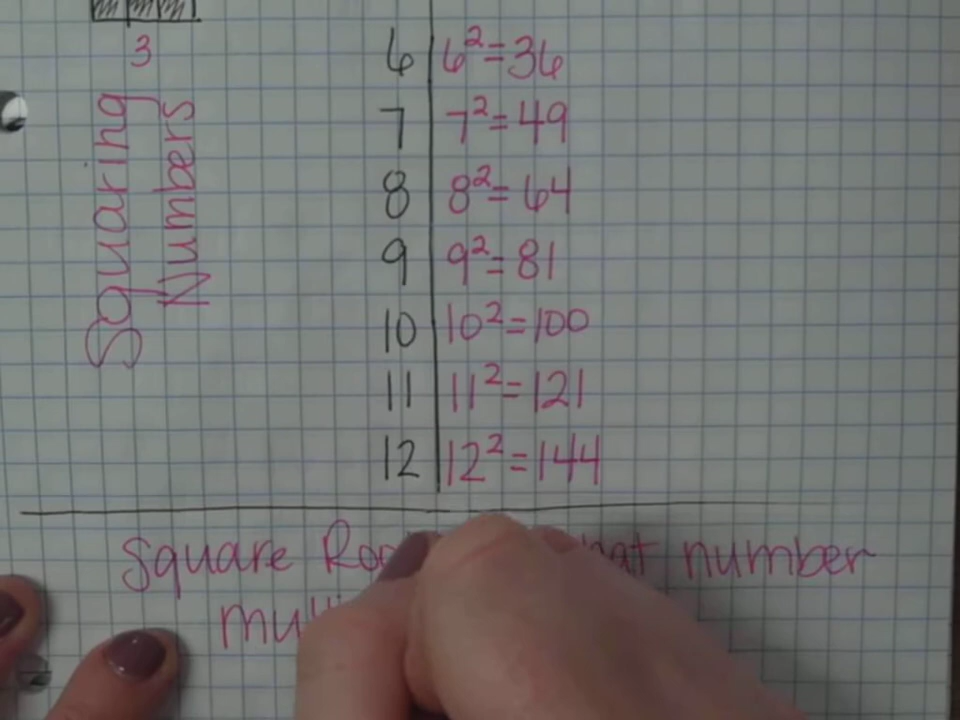 3
Squaring
Numbers
6 6²=36
7 7²=49
8 8²=64
9 9²=81
10 10²=100
11 11²=121
12 12²=144
Square number